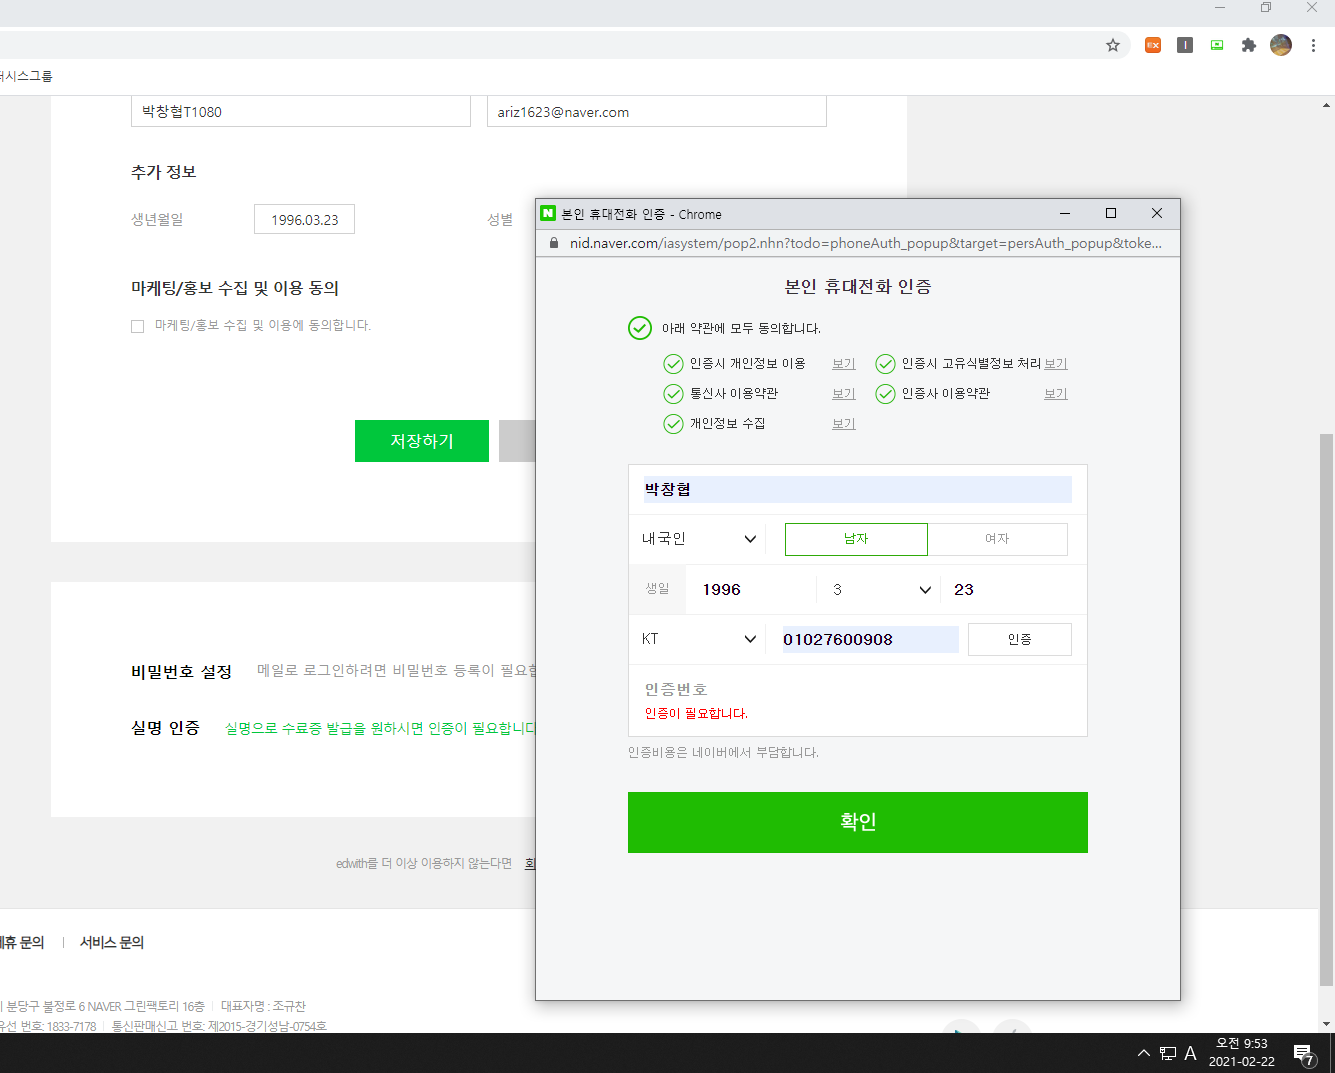 퍼시스그룹
박창협T1080
ariz1623@naver.com
추가 정보
생년월일
1996.03.23
성별
마케팅/홍보 수집 및 이용 동의
마케팅/홍보 수집 및 이용에 동의합니다.
저장하기
비밀번호 설정
메일로 로그인하려면 비밀번호 등록이 필요합
실명 인증
실명으로 수료증 발급을 원하시면 인증이 필요합니다
edwith를 더 이상 이용하지 않는다면
회
제휴 문의
서비스 문의
분당구 불정로 6 NAVER 그린팩토리 16층
대표자명 : 조규찬
유선 번호: 1833-7178
통신판매신고 번호: 제2015-경기성남-0754호
본인 휴대전화 인증 - Chrome
nid.naver.com/iasystem/pop2.nhn?todo=phoneAuth_popup&target=persAuth_popup&toke...
본인 휴대전화 인증
아래 약관에 모두 동의합니다.
인증시 개인정보 이용
보기
인증시 고유식별정보 처리
보기
통신사 이용약관
보기
인증사 이용약관
보기
개인정보 수집
보기
박창협
내국인
남자
여자
생일
1996
3
23
KT
01027600908
인증
인증번호
인증이 필요합니다.
인증비용은 네이버에서 부담합니다.
확인
A
오전 9:53
2021-02-22
7